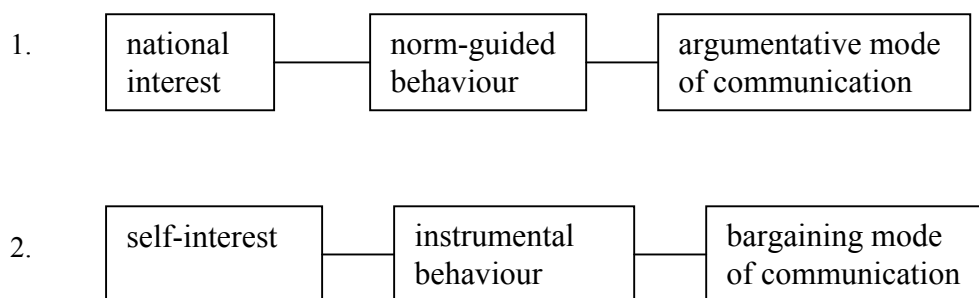 1.
national
interest
norm-guided
behaviour
argumentative mode
of communication
2.
self-interest
instrumental
behaviour
bargaining mode
of communication